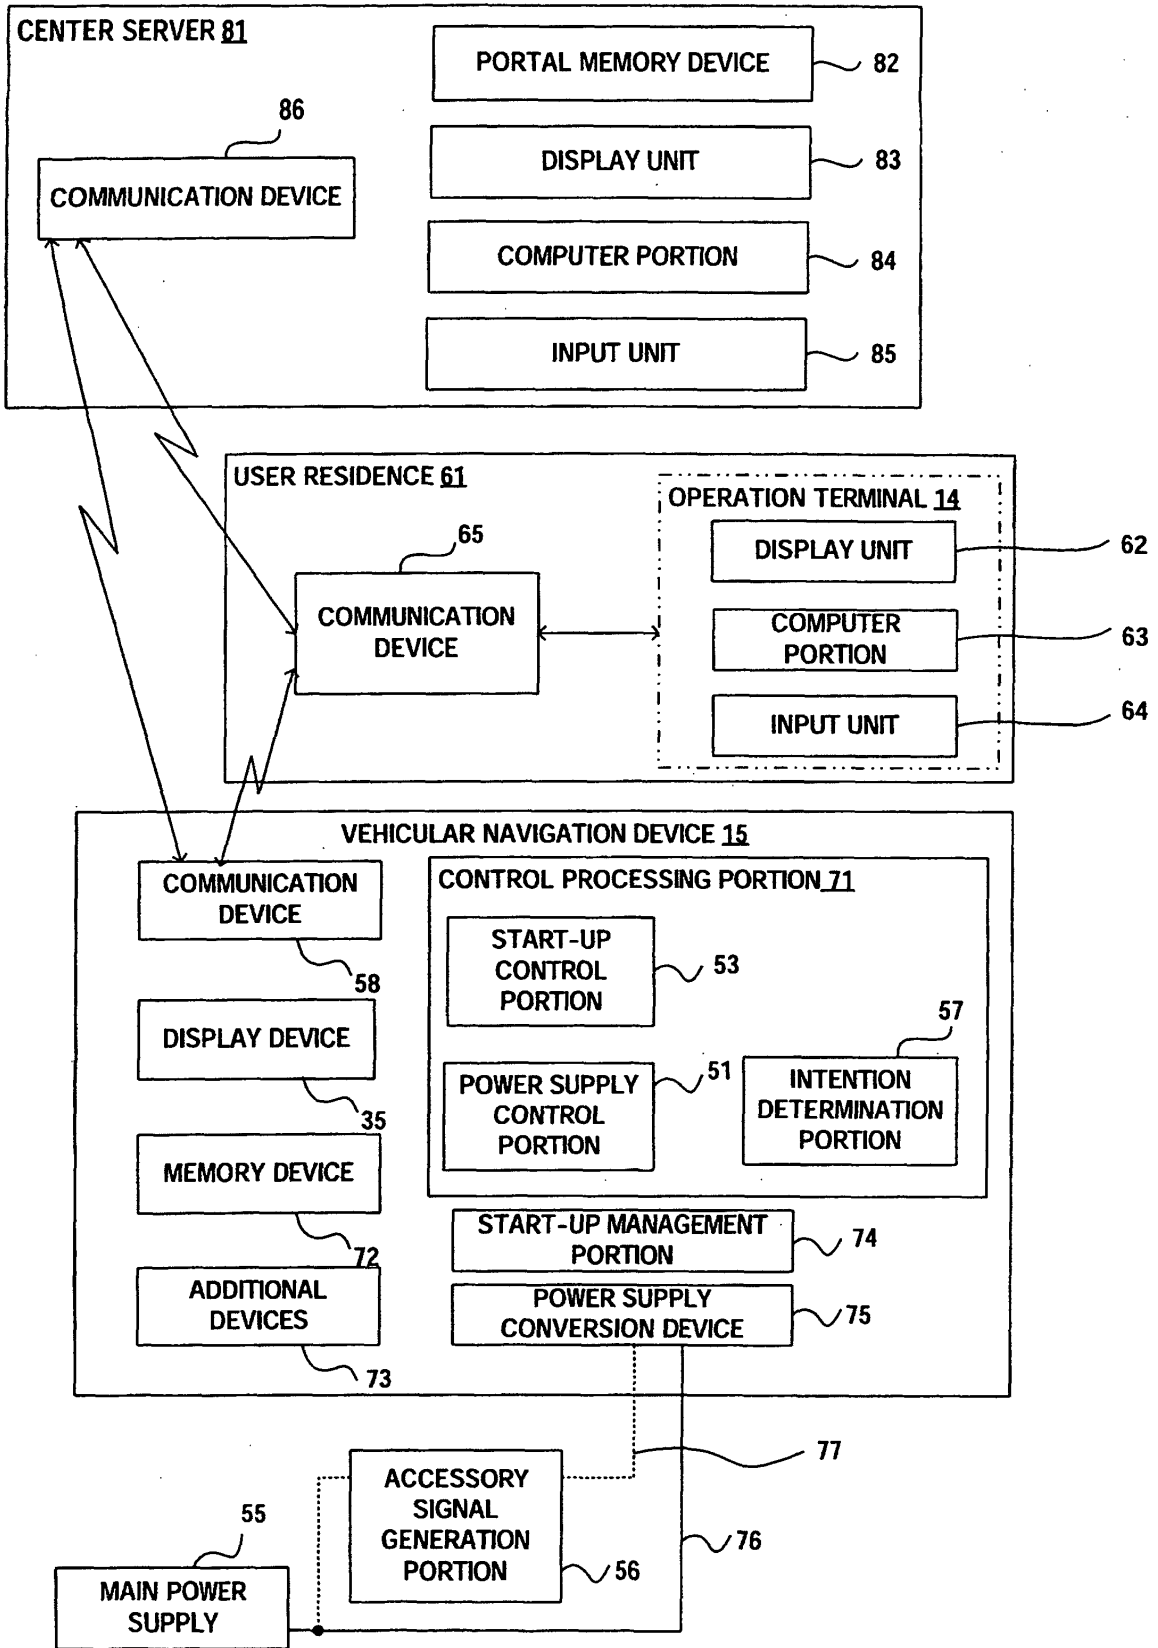 CENTER SERVER 81
PORTAL MEMORY DEVICE
82
86
DISPLAY UNIT
83
COMMUNICATION DEVICE
COMPUTER PORTION
84
INPUT UNIT
85
USER RESIDENCE 61
OPERATION TERMINAL 14
65
DISPLAY UNIT
62
COMMUNICATION
DEVICE
COMPUTER
PORTION
63
INPUT UNIT
64
VEHICULAR NAVIGATION DEVICE 15
COMMUNICATION
DEVICE
58
CONTROL PROCESSING PORTION 71
START-UP
CONTROL
PORTION
53
DISPLAY DEVICE
35
57
POWER SUPPLY
CONTROL
PORTION
51
INTENTION
DETERMINATION
PORTION
MEMORY DEVICE
72
START-UP MANAGEMENT
PORTION
74
ADDITIONAL
DEVICES
73
POWER SUPPLY
CONVERSION DEVICE
75
77
ACCESSORY
SIGNAL
GENERATION
PORTION
56
76
55
MAIN POWER
SUPPLY